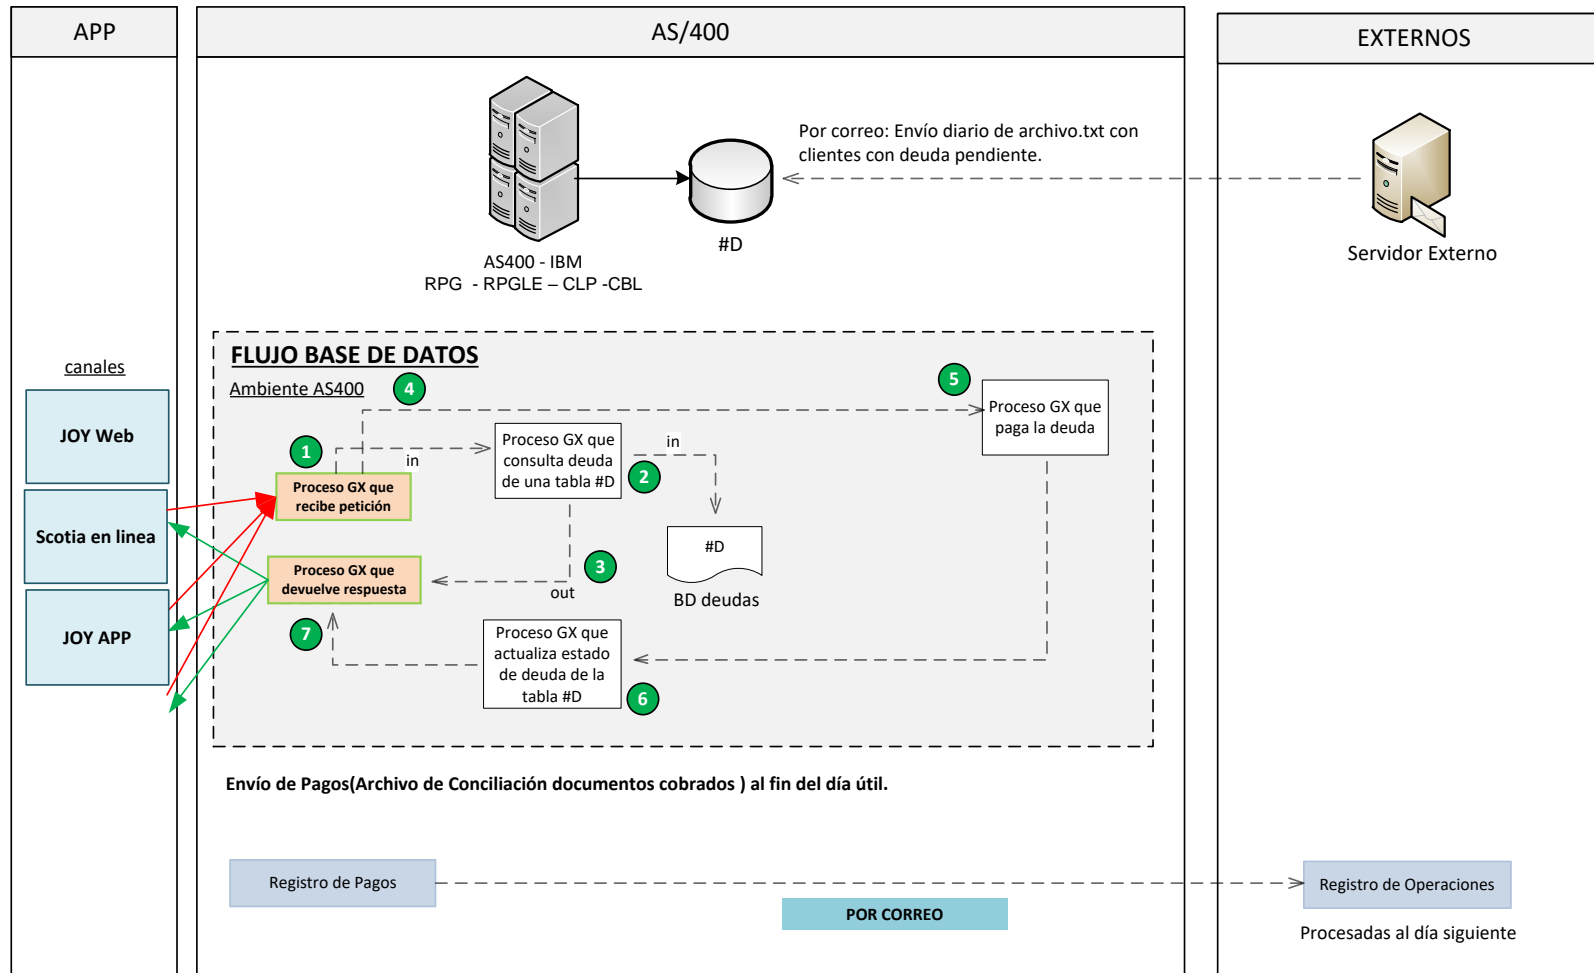 APP
AS/400
EXTERNOS
Por correo: Envío diario de archivo.txt con
clientes con deuda pendiente.
#D
AS400 - IBM
RPG - RPGLE – CLP -CBL
Servidor Externo
canales
JOY Web
Scotia en linea
JOY APP
FLUJO BASE DE DATOS
Ambiente AS400
4
5
Proceso GX que
paga la deuda
1
in
Proceso GX que
consulta deuda
de una tabla #D
in
2
Proceso GX que
recibe petición
#D
BD deudas
3
out
Proceso GX que
devuelve respuesta
7
Proceso GX que
actualiza estado
de deuda de la
tabla #D
6
Envío de Pagos(Archivo de Conciliación documentos cobrados ) al fin del día útil.
Registro de Pagos
POR CORREO
Registro de Operaciones
Procesadas al día siguiente